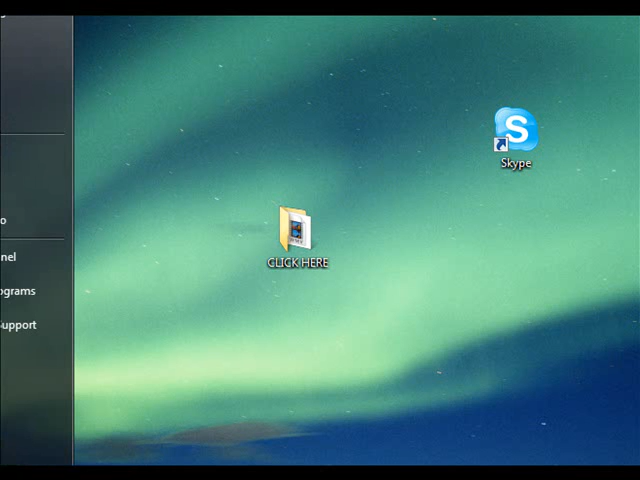 o
nel
ograms
Support
CLICK HERE
Skype